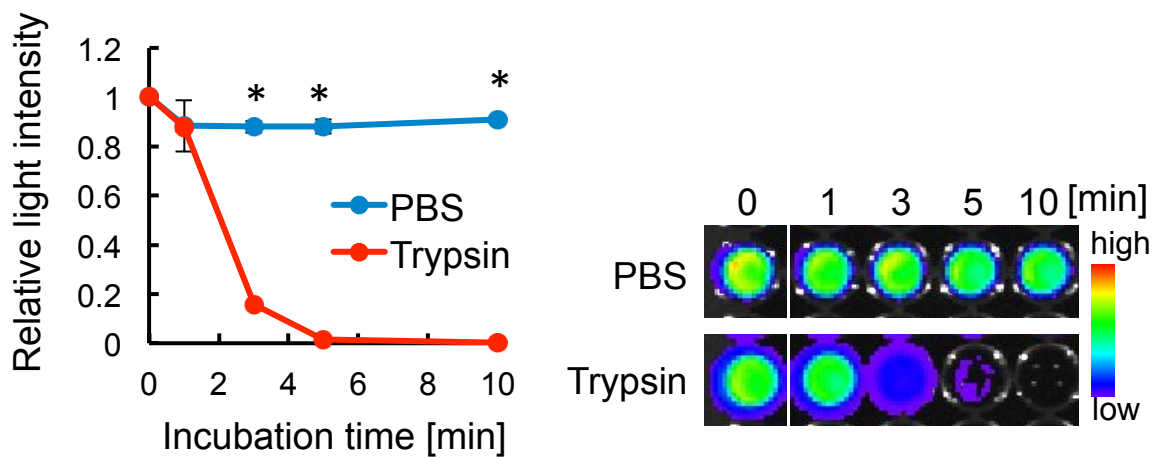 Relative light intensity
1.2
1
0.8
0.6
0.4
0.2
0
* * *
PBS
Trypsin
0 2 4 6 8 10
Incubation time [min]
0 1 3 5 10 [min]
PBS
Trypsin
high
low